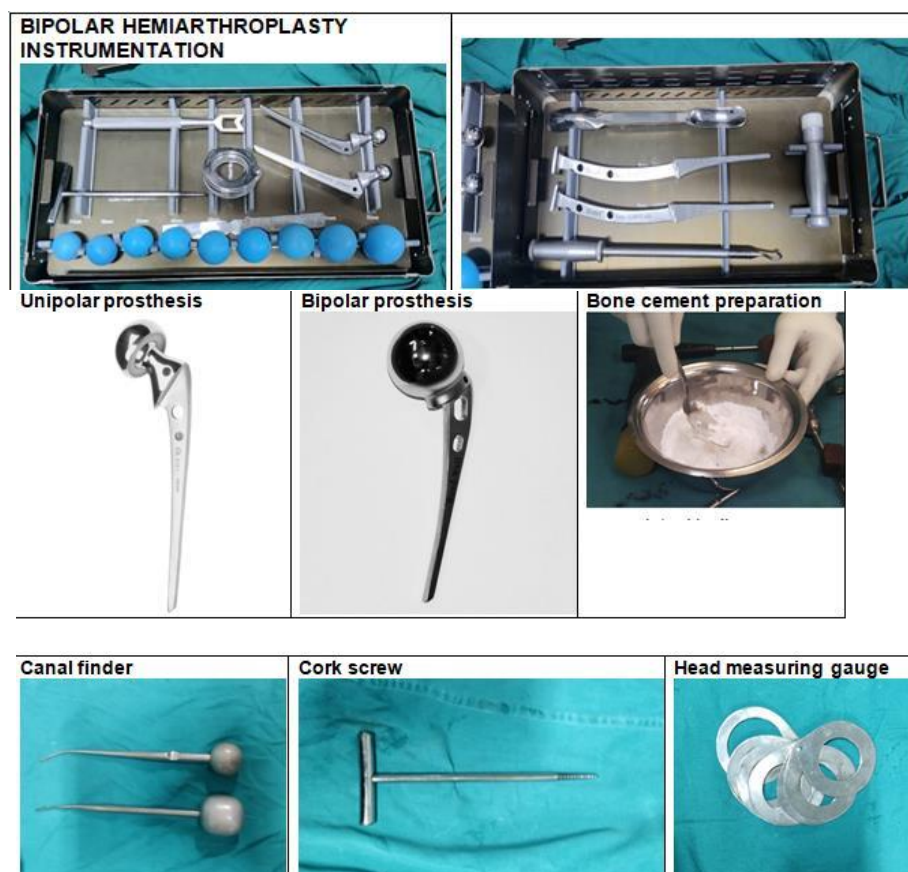 BIPOLAR HEMIARTHROPLASTY
INSTRUMENTATION
Unipolar prosthesis
Bipolar prosthesis
Bone cement preparation
Canal finder
Cork screw
Head measuring gauge